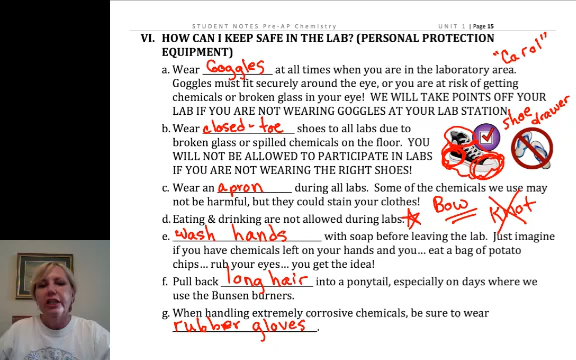 STUDENT NOTES Pre-AP Chemistry UNIT 1 | Page 15
VI. HOW CAN I KEEP SAFE IN THE LAB? (PERSONAL PROTECTION
EQUIPMENT)
"Carol"
a. Wear Goggles at all times when you are in the laboratory area.
Goggles must fit securely around the eye, or you are at risk of getting
chemicals or broken glass in your eye! WE WILL TAKE POINTS OFF YOUR
LAB IF YOU ARE NOT WEARING GOGGLES AT YOUR LAB STATION.
shoe
drawer
b. Wear closed-toe shoes to all labs due to
broken glass or spilled chemicals on the floor. YOU
WILL NOT BE ALLOWED TO PARTICIPATE IN LABS
IF YOU ARE NOT WEARING THE RIGHT SHOES!
c. Wear an apron during all labs. Some of the chemicals we use may
not be harmful, but they could stain your clothes!
Bow Knot
d. Eating & drinking are not allowed during labs.
e. wash hands with soap before leaving the lab. Just imagine
if you have chemicals left on your hands and you... eat a bag of potato
chips... rub your eyes... you get the idea!
f. Pull back long hair into a ponytail, especially on days where we
use the Bunsen burners.
g. When handling extremely corrosive chemicals, be sure to wear
rubber gloves.